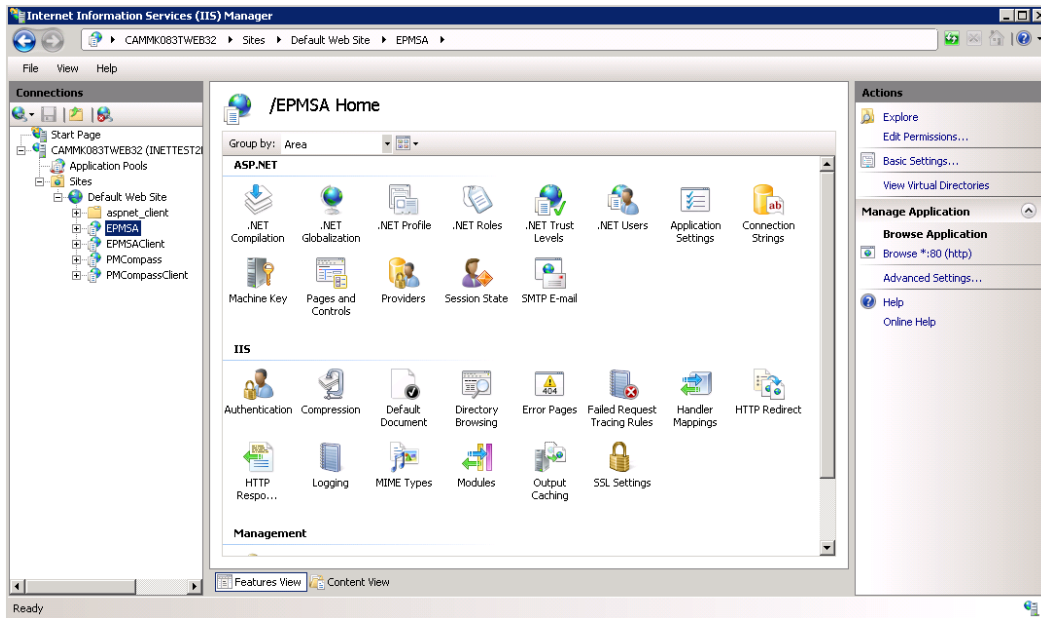 Internet Information Services (IIS) Manager
CAMMK083TWEB32 Sites Default Web Site EPMSA
File View Help
Connections
Start Page
CAMMK083TWEB32 (INETTEST2
Application Pools
Sites
Default Web Site
aspnet_client
EPMSA
EPMSAClient
PMCompass
PMCompassClient
/EPMSA Home
Group by: Area
ASP.NET
.NET Compilation
.NET Globalization
.NET Profile
.NET Roles
.NET Trust Levels
.NET Users
Application Settings
Connection Strings
ab
Machine Key
Pages and Controls
Providers
Session State
SMTP E-mail
IIS
Authentication
Compression
Default Document
Directory Browsing
404
Error Pages
Failed Request Tracing Rules
Handler Mappings
HTTP Redirect
HTTP Respo...
Logging
MIME Types
Modules
Output Caching
SSL Settings
Management
Features View
Content View
Actions
Explore
Edit Permissions...
Basic Settings...
View Virtual Directories
Manage Application
Browse Application
Browse *:80 (http)
Advanced Settings...
Help
Online Help
Ready